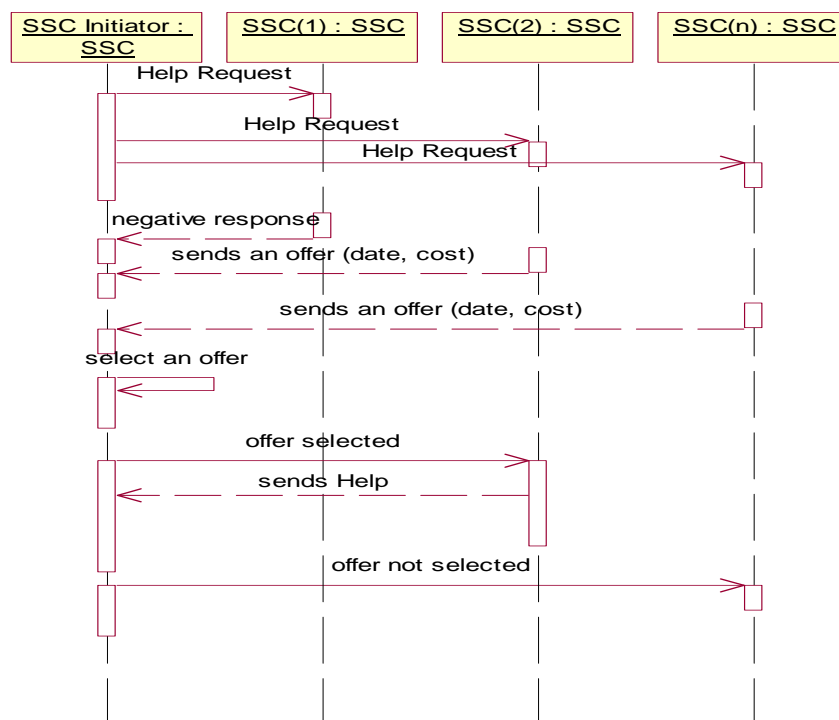 SSC Initiator :
SSC
SSC(1) : SSC
SSC(2) : SSC
SSC(n) : SSC
Help Request
Help Request
Help Request
negative response
sends an offer (date, cost)
sends an offer (date, cost)
select an offer
offer selected
sends Help
offer not selected